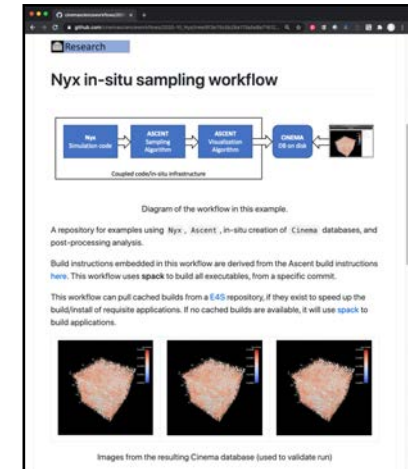 Research
Nyx in-situ sampling workflow
Nyx
Simulation code
ASCENT
Sampling
Algorithm
ASCENT
Visualization
Algorithm
CINEMA
DB on disk
Coupled code/in-situ infrastructure
Diagram of the workflow in this example.
A repository for examples using Nyx, Ascent, in-situ creation of Cinema databases, and
post-processing analysis.
Build instructions embedded in this workflow are derived from the Ascent build instructions
here. This workflow uses spack to build all executables, from a specific commit.
This workflow can pull cached builds from a E4S repository, if they exist to speed up the
build/install of requisite applications. If no cached builds are available, it will use spack to
build applications.
Images from the resulting Cinema database (used to validate run)